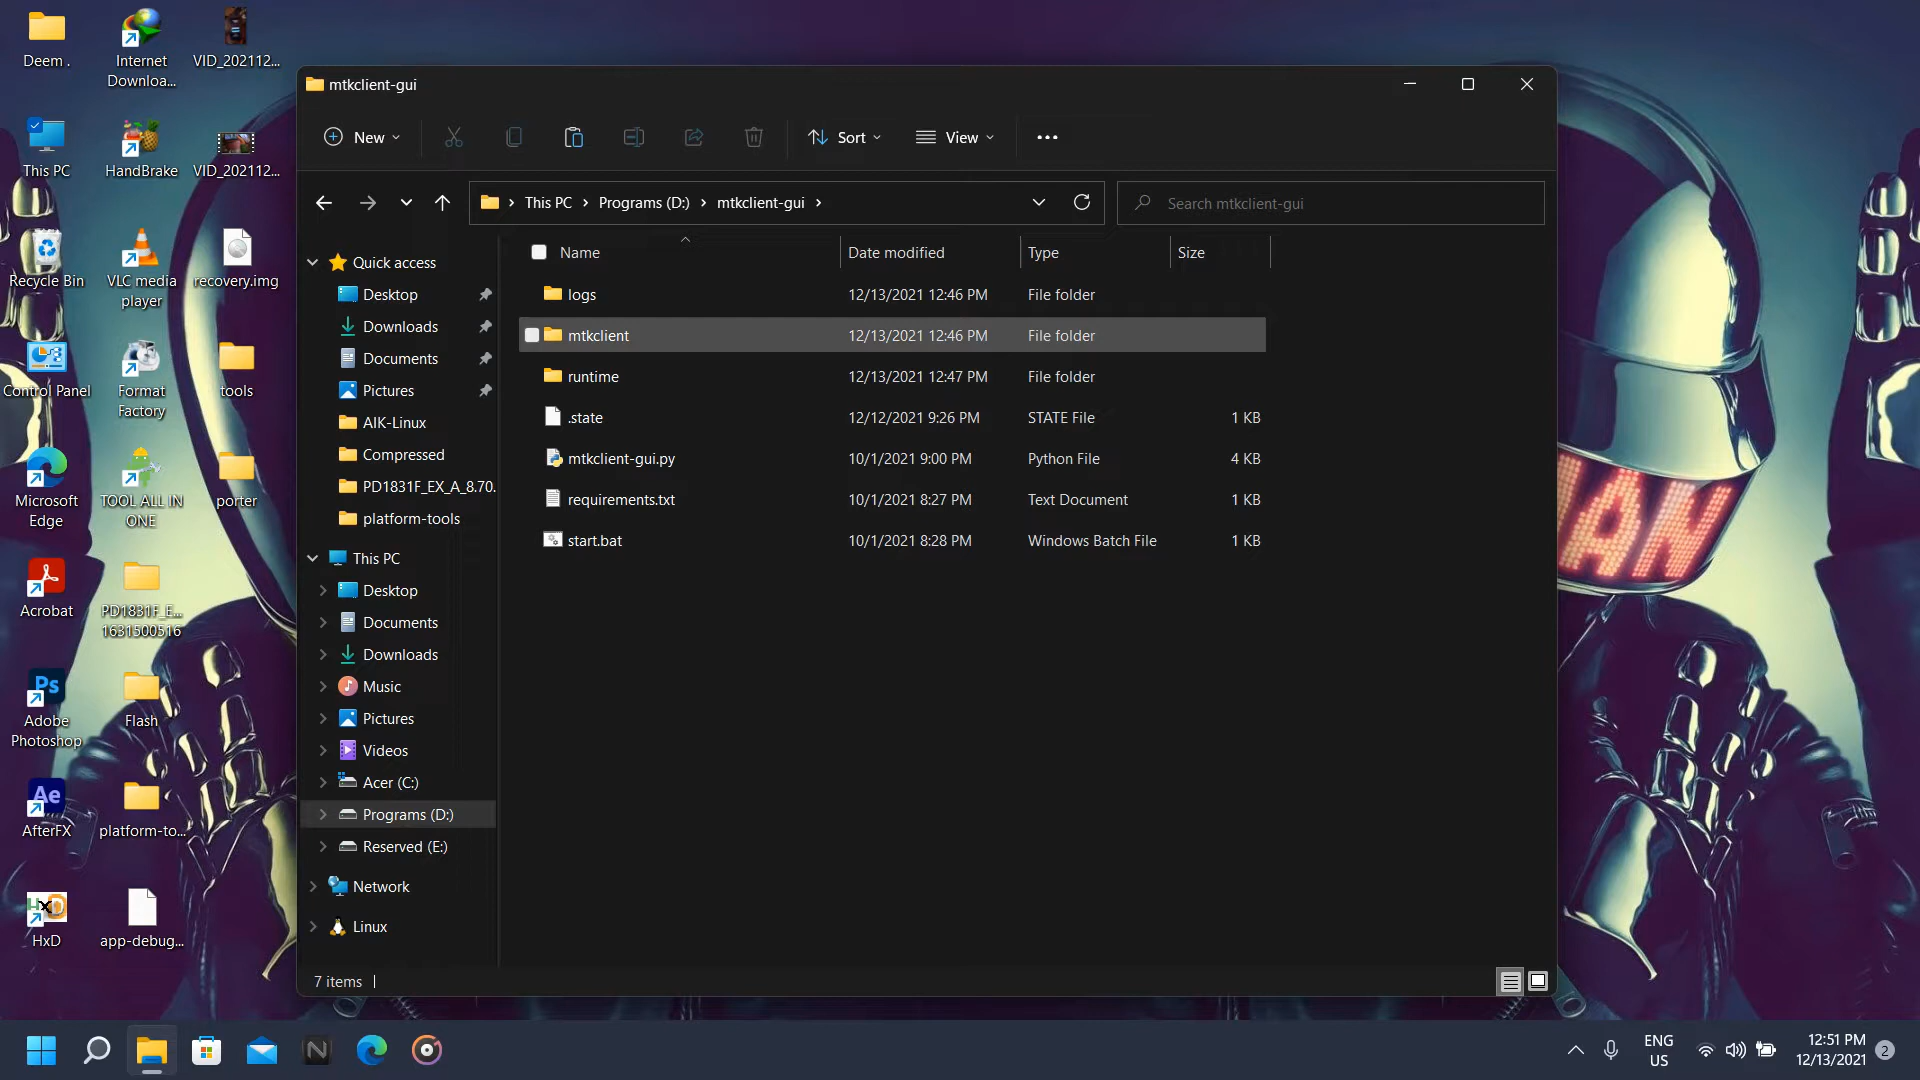 Deem .
Internet
Downloa...
VID_202112...
This PC
HandBrake
VID_202112...
Recycle Bin
VLC media
player
recovery.img
Control Panel
Format
Factory
tools
Microsoft
Edge
TOOL ALL IN
ONE
porter
Acrobat
PD1831F_E...
1631500516
Ps
Adobe
Photoshop
Flash
Ae
AfterFX
platform-to...
HxD
HxD
app-debug...
mtkclient-gui
New
Sort
View
This PC
Programs (D:)
mtkclient-gui
Search mtkclient-gui
Quick access
Desktop
Downloads
Documents
Pictures
AIK-Linux
Compressed
PD1831F_EX_A_8.70.
platform-tools
This PC
Desktop
Documents
Downloads
Music
Pictures
Videos
Acer (C:)
Programs (D:)
Reserved (E:)
Network
Linux
Name Date modified Type Size
logs 12/13/2021 12:46 PM File folder
mtkclient 12/13/2021 12:46 PM File folder
runtime 12/13/2021 12:47 PM File folder
.state 12/12/2021 9:26 PM STATE File 1 KB
mtkclient-gui.py 10/1/2021 9:00 PM Python File 4 KB
requirements.txt 10/1/2021 8:27 PM Text Document 1 KB
start.bat 10/1/2021 8:28 PM Windows Batch File 1 KB
7 items
N
ENG
US
12:51 PM
12/13/2021
2